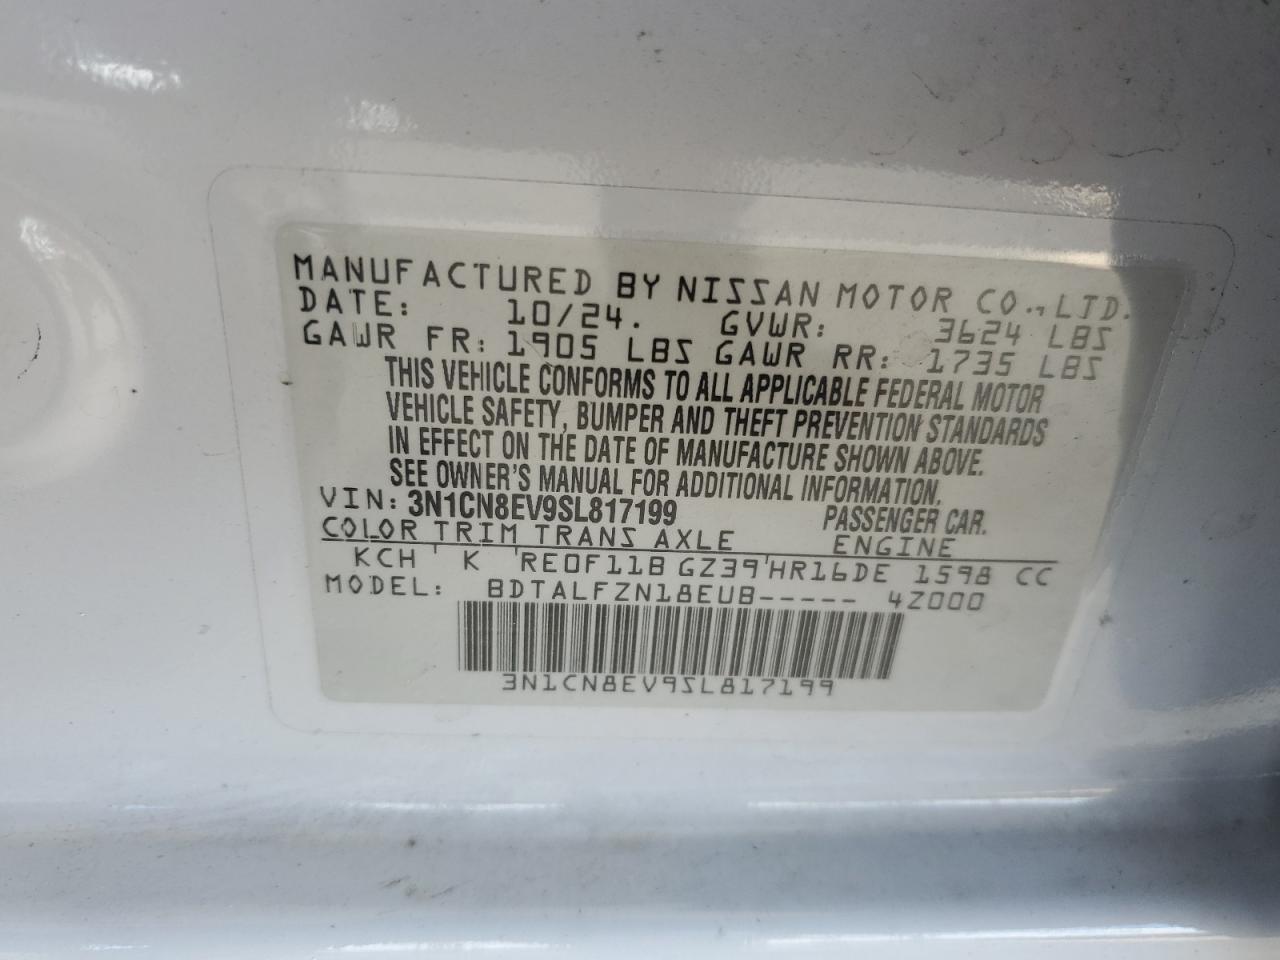 MANUFACTURED BY NISSAN MOTOR CO., LTD.
DATE: 10/24. GVWR: 3624 LBS
GAWR FR: 1905 LBS GAWR RR: 1735 LBS
THIS VEHICLE CONFORMS TO ALL APPLICABLE FEDERAL MOTOR
VEHICLE SAFETY, BUMPER AND THEFT PREVENTION STANDARDS
IN EFFECT ON THE DATE OF MANUFACTURE SHOWN ABOVE.
SEE OWNER'S MANUAL FOR ADDITIONAL INFORMATION.
VIN: 3N1CN8EV9SL817199 PASSENGER CAR.
COLOR TRIM TRANS AXLE ENGINE
KCH ' K 'RE0F11B GZ39'HR16DE 1598 CC
MODEL: BDTALFZN18EUB----- 4Z000
3N1CN8EV9SL817199